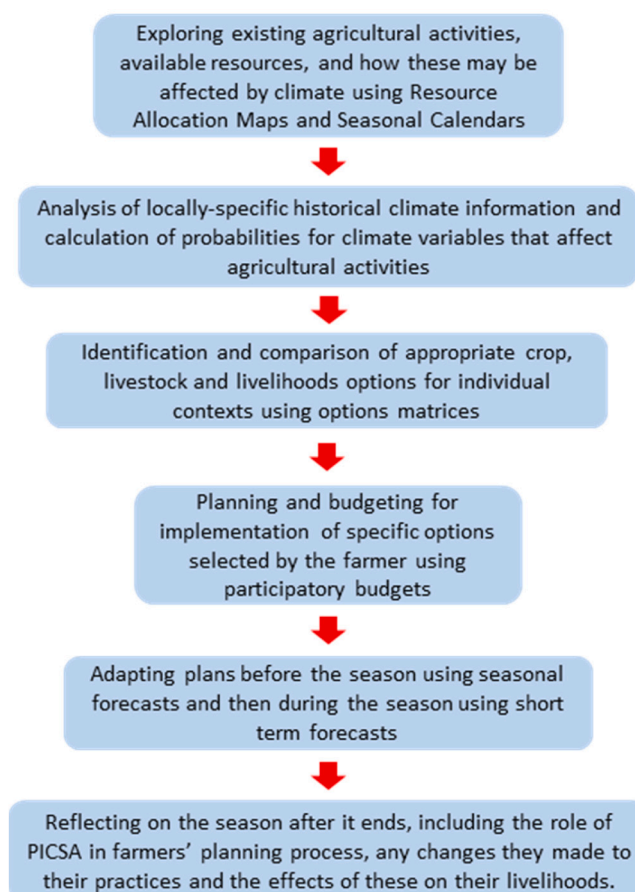 Exploring existing agricultural activities,
available resources, and how these may be
affected by climate using Resource
Allocation Maps and Seasonal Calendars
Analysis of locally-specific historical climate information and
calculation of probabilities for climate variables that affect
agricultural activities
Identification and comparison of appropriate crop,
livestock and livelihoods options for individual
contexts using options matrices
Planning and budgeting for
implementation of specific options
selected by the farmer using
participatory budgets
Adapting plans before the season using seasonal
forecasts and then during the season using short
term forecasts
Reflecting on the season after it ends, including the role of
PICSA in farmers’ planning process, any changes they made to
their practices and the effects of these on their livelihoods.